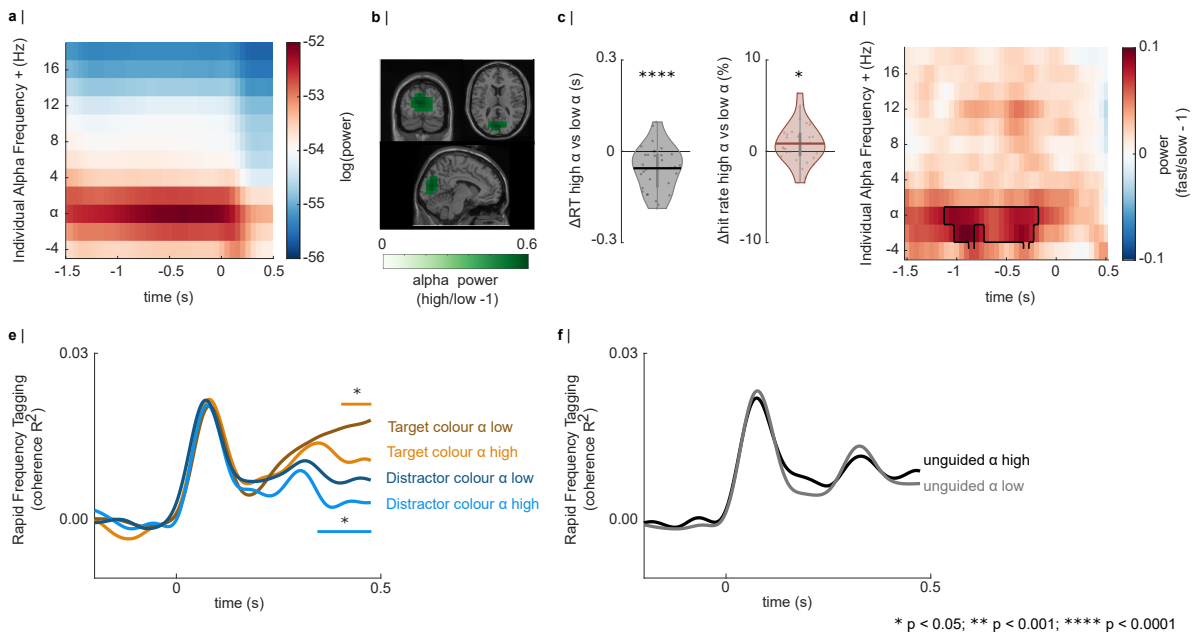 a |
Individual Alpha Frequency + (Hz)
16
12
8
4
α
-4
-1.5
-1
-0.5
0
0.5
time (s)
-52
-53
-54
-55
-56
log(power)
b |
0
0.6
alpha power
(high/low -1)
c |
ΔRT high α vs low α (s)
0.3
0
-0.3
****
Δhit rate high α vs low α (%)
10
0
-10
*
d |
Individual Alpha Frequency + (Hz)
16
12
8
4
α
-4
-1.5
-1
-0.5
0
0.5
time (s)
0.1
0
-0.1
power
(fast/slow - 1)
e |
Rapid Frequency Tagging
(coherence R²)
0.03
0.00
0
0.5
time (s)
*
Target colour α low
Target colour α high
Distractor colour α low
Distractor colour α high
*
f |
Rapid Frequency Tagging
(coherence R²)
0.03
0.00
0
0.5
time (s)
unguided α high
unguided α low
* p < 0.05; ** p < 0.001; **** p < 0.0001